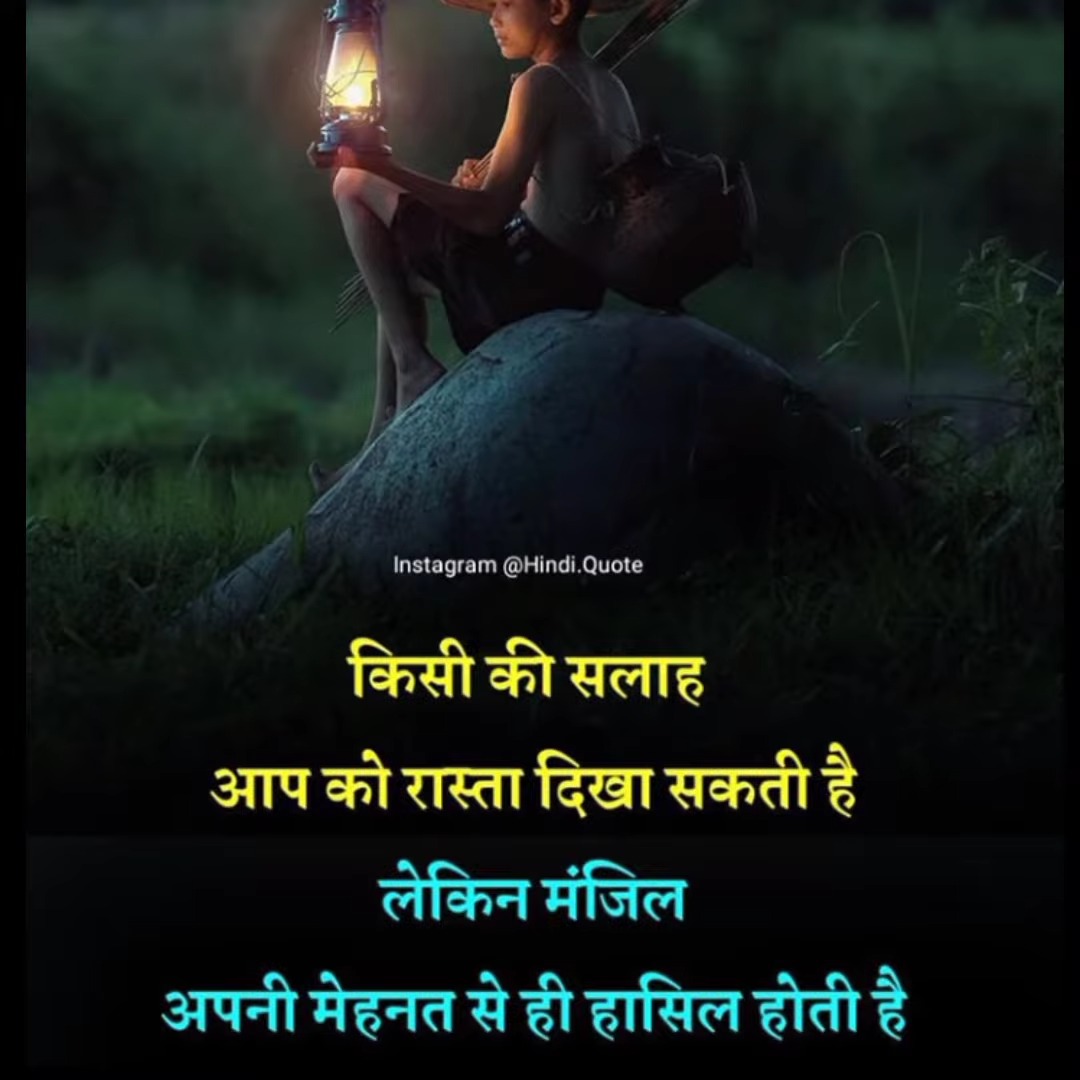 Instagram @Hindi.Quote
किसी की सलाह
आप को रास्ता दिखा सकती है
लेकिन मंजिल
अपनी मेहनत से ही हासिल होती है